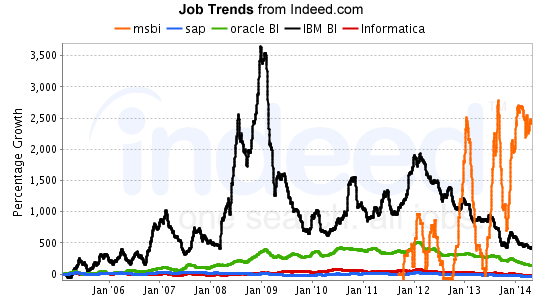 Job Trends from Indeed.com
msbi sap oracle BI IBM BI Informatica
Percentage Growth
3,500
3,000
2,500
2,000
1,500
1,000
500
0
Jan '06 Jan '07 Jan '08 Jan '09 Jan '10 Jan '11 Jan '12 Jan '13 Jan '14
indeed
one search. all jobs.